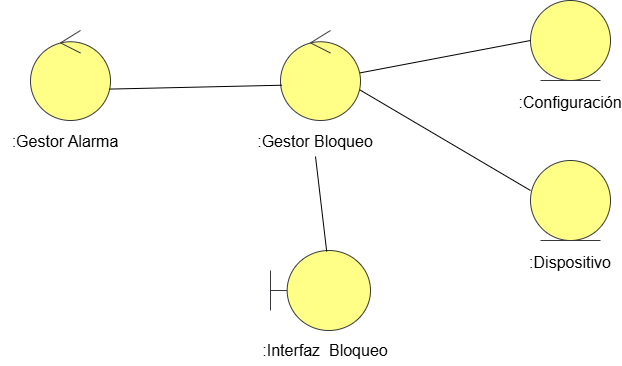 :Configuración
:Gestor Alarma
:Gestor Bloqueo
:Dispositivo
:Interfaz Bloqueo